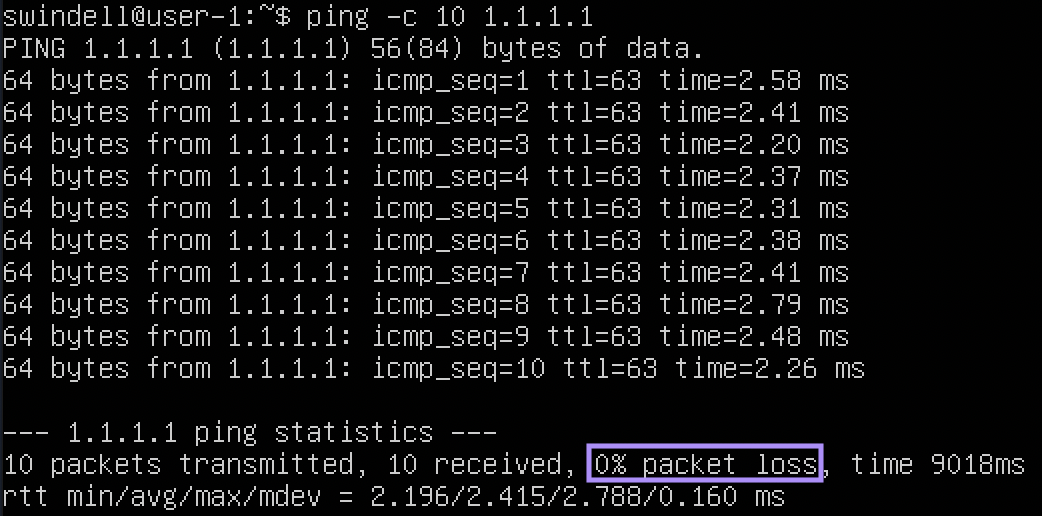 swindell@user-1:~$ ping -c 10 1.1.1.1
PING 1.1.1.1 (1.1.1.1) 56(84) bytes of data.
64 bytes from 1.1.1.1: icmp_seq=1 ttl=63 time=2.58 ms
64 bytes from 1.1.1.1: icmp_seq=2 ttl=63 time=2.41 ms
64 bytes from 1.1.1.1: icmp_seq=3 ttl=63 time=2.20 ms
64 bytes from 1.1.1.1: icmp_seq=4 ttl=63 time=2.37 ms
64 bytes from 1.1.1.1: icmp_seq=5 ttl=63 time=2.31 ms
64 bytes from 1.1.1.1: icmp_seq=6 ttl=63 time=2.38 ms
64 bytes from 1.1.1.1: icmp_seq=7 ttl=63 time=2.41 ms
64 bytes from 1.1.1.1: icmp_seq=8 ttl=63 time=2.79 ms
64 bytes from 1.1.1.1: icmp_seq=9 ttl=63 time=2.48 ms
64 bytes from 1.1.1.1: icmp_seq=10 ttl=63 time=2.26 ms
--- 1.1.1.1 ping statistics ---
10 packets transmitted, 10 received, 0% packet loss, time 9018ms
rtt min/avg/max/mdev = 2.196/2.415/2.788/0.160 ms